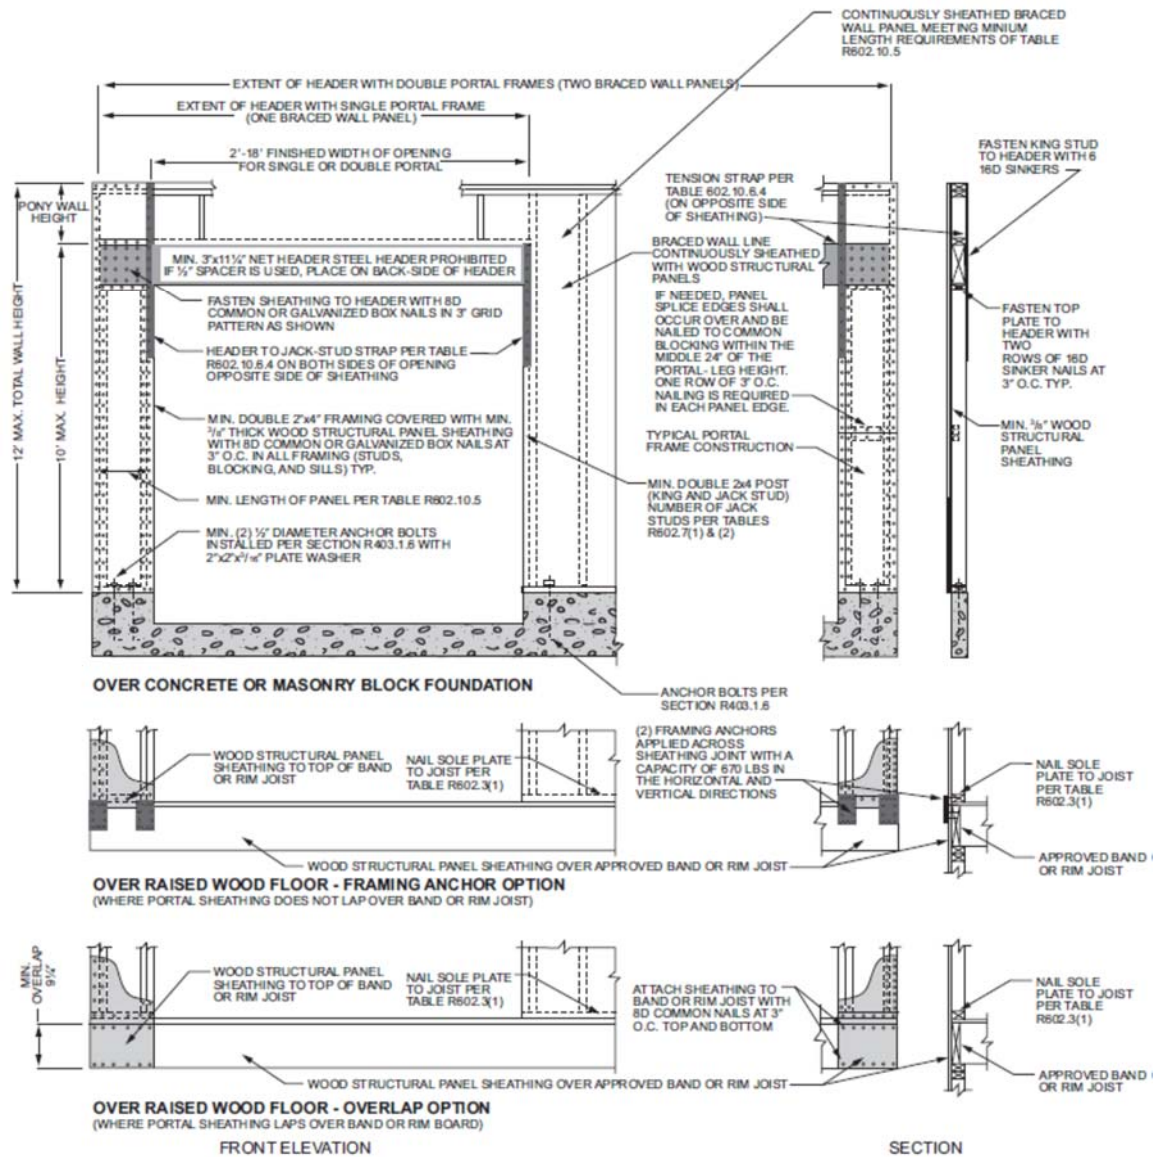 CONTINUOUSLY SHEATHED BRACED
WALL PANEL MEETING MINIUM
LENGTH REQUIREMENTS OF TABLE
R602.10.5
EXTENT OF HEADER WITH DOUBLE PORTAL FRAMES (TWO BRACED WALL PANELS)
EXTENT OF HEADER WITH SINGLE PORTAL FRAME
(ONE BRACED WALL PANEL)
2'-18' FINISHED WIDTH OF OPENING
FOR SINGLE OR DOUBLE PORTAL
FASTEN KING STUD
TO HEADER WITH 6
16D SINKERS
TENSION STRAP PER
TABLE 602.10.6.4
(ON OPPOSITE SIDE
OF SHEATHING)
PONY WALL
HEIGHT
12' MAX. TOTAL WALL HEIGHT
10' MAX. HEIGHT
MIN. 3"x11¼" NET HEADER STEEL HEADER PROHIBITED
IF ½" SPACER IS USED, PLACE ON BACK-SIDE OF HEADER
BRACED WALL LINE
CONTINUOUSLY SHEATHED
WITH WOOD STRUCTURAL
PANELS
FASTEN SHEATHING TO HEADER WITH 8D
COMMON OR GALVANIZED BOX NAILS IN 3" GRID
PATTERN AS SHOWN
IF NEEDED, PANEL
SPLICE EDGES SHALL
OCCUR OVER AND BE
NAILED TO COMMON
BLOCKING WITHIN THE
MIDDLE 24" OF THE
PORTAL- LEG HEIGHT.
ONE ROW OF 3" O.C.
NAILING IS REQUIRED
IN EACH PANEL EDGE.
FASTEN TOP
PLATE TO
HEADER WITH
TWO
ROWS OF 16D
SINKER NAILS AT
3" O.C. TYP.
HEADER TO JACK-STUD STRAP PER TABLE
R602.10.6.4 ON BOTH SIDES OF OPENING
OPPOSITE SIDE OF SHEATHING
MIN. DOUBLE 2"x4" FRAMING COVERED WITH MIN.
³/₈" THICK WOOD STRUCTURAL PANEL SHEATHING
WITH 8D COMMON OR GALVANIZED BOX NAILS AT
3" O.C. IN ALL FRAMING (STUDS,
BLOCKING, AND SILLS) TYP.
TYPICAL PORTAL
FRAME CONSTRUCTION
MIN. ³/₈" WOOD
STRUCTURAL
PANEL
SHEATHING
MIN. LENGTH OF PANEL PER TABLE R602.10.5
MIN. DOUBLE 2x4 POST
(KING AND JACK STUD)
NUMBER OF JACK
STUDS PER TABLES
R602.7(1) & (2)
MIN. (2) ½" DIAMETER ANCHOR BOLTS
INSTALLED PER SECTION R403.1.6 WITH
2"x2"x³/₁₆" PLATE WASHER
OVER CONCRETE OR MASONRY BLOCK FOUNDATION
ANCHOR BOLTS PER
SECTION R403.1.6
WOOD STRUCTURAL PANEL
SHEATHING TO TOP OF BAND
OR RIM JOIST
NAIL SOLE PLATE
TO JOIST PER
TABLE R602.3(1)
(2) FRAMING ANCHORS
APPLIED ACROSS
SHEATHING JOINT WITH A
CAPACITY OF 670 LBS IN
THE HORIZONTAL AND
VERTICAL DIRECTIONS
NAIL SOLE
PLATE TO JOIST
PER TABLE
R602.3(1)
WOOD STRUCTURAL PANEL SHEATHING OVER APPROVED BAND OR RIM JOIST
APPROVED BAND
OR RIM JOIST
OVER RAISED WOOD FLOOR - FRAMING ANCHOR OPTION
(WHERE PORTAL SHEATHING DOES NOT LAP OVER BAND OR RIM JOIST)
MIN.
OVERLAP
9¼"
WOOD STRUCTURAL PANEL
SHEATHING TO TOP OF BAND
OR RIM JOIST
NAIL SOLE PLATE
TO JOIST PER
TABLE R602.3(1)
ATTACH SHEATHING TO
BAND OR RIM JOIST WITH
8D COMMON NAILS AT 3"
O.C. TOP AND BOTTOM
NAIL SOLE
PLATE TO JOIST
PER TABLE
R602.3(1)
WOOD STRUCTURAL PANEL SHEATHING OVER APPROVED BAND OR RIM JOIST
APPROVED BAND
OR RIM JOIST
OVER RAISED WOOD FLOOR - OVERLAP OPTION
(WHERE PORTAL SHEATHING LAPS OVER BAND OR RIM BOARD)
FRONT ELEVATION
SECTION